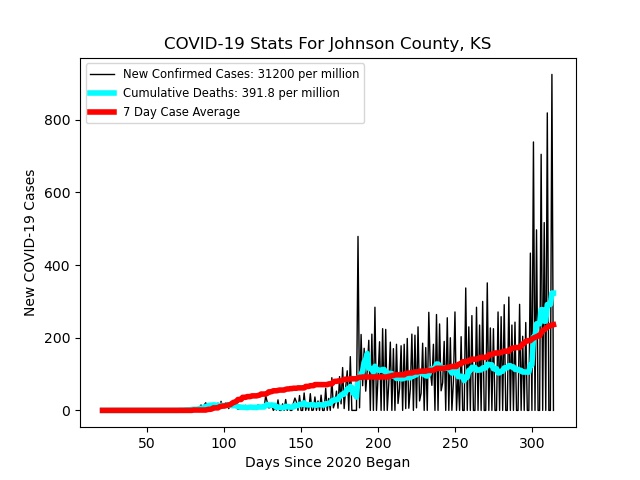 COVID-19 Stats For Johnson County, KS
New Confirmed Cases: 31200 per million
Cumulative Deaths: 391.8 per million
7 Day Case Average
New COVID-19 Cases
800
600
400
200
0
50 100 150 200 250 300
Days Since 2020 Began